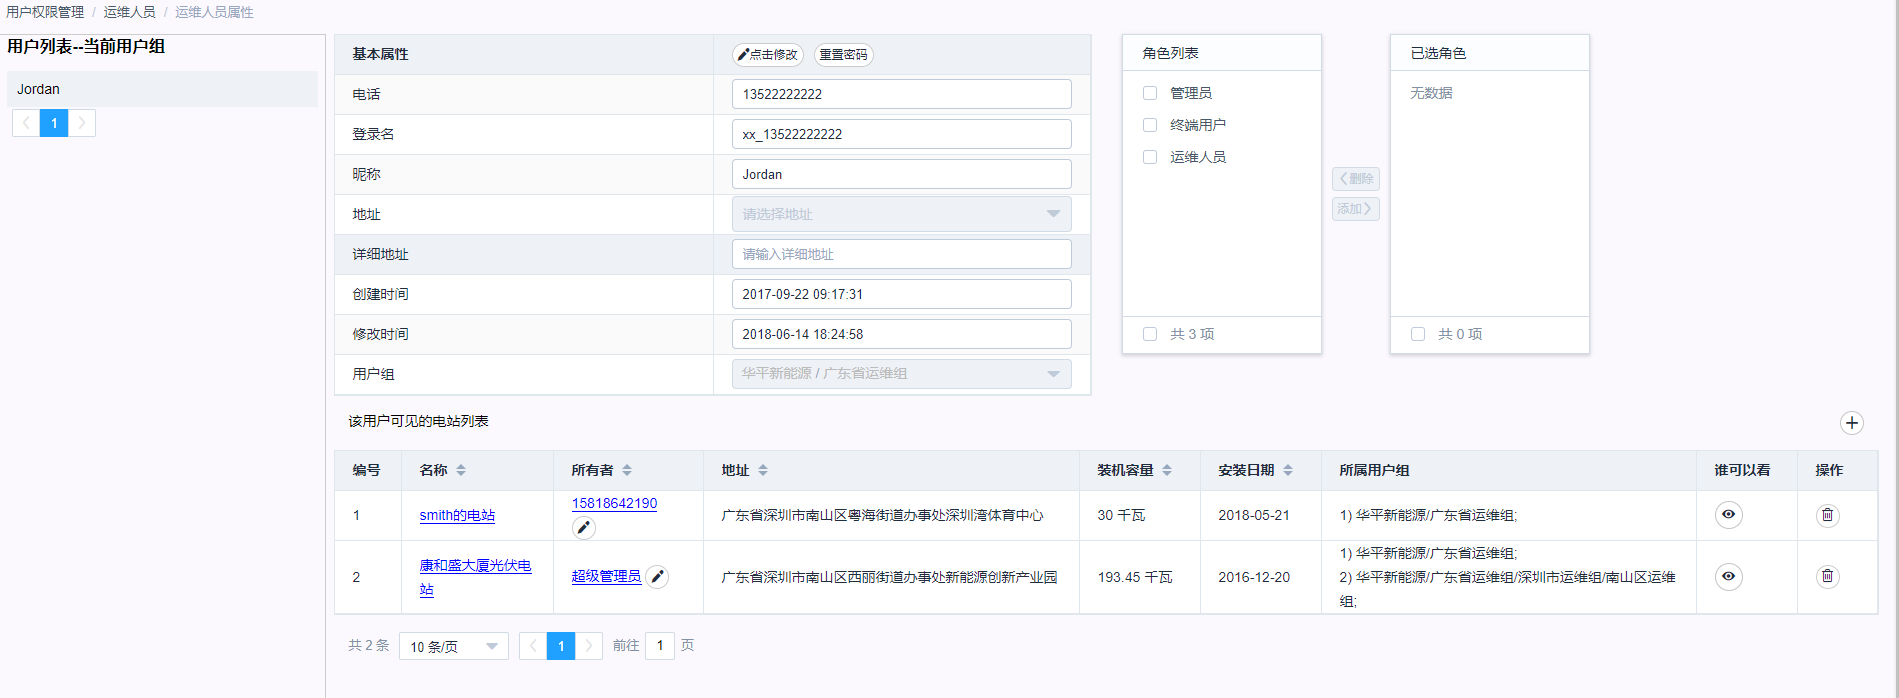 用户权限管理 / 运维人员 / 运维人员属性
用户列表--当前用户组
Jordan
1
基本属性 点击修改 重置密码
电话 13522222222
登录名 xx_13522222222
昵称 Jordan
地址 请选择地址
详细地址 请输入详细地址
创建时间 2017-09-22 09:17:31
修改时间 2018-06-14 18:24:58
用户组 华平新能源 / 广东省运维组
角色列表
管理员
终端用户
运维人员
共 3 项
删除
添加
已选角色
无数据
共 0 项
该用户可见的电站列表
编号 名称 所有者 地址 装机容量 安装日期 所属用户组 谁可以看 操作
1 smith的电站 15818642190 广东省深圳市南山区粤海街道办事处深圳湾体育中心 30 千瓦 2018-05-21 1) 华平新能源/广东省运维组;
2 康和盛大厦光伏电
站 超级管理员 广东省深圳市南山区西丽街道办事处新能源创新产业园 193.45 千瓦 2016-12-20 1) 华平新能源/广东省运维组;
2) 华平新能源/广东省运维组/深圳市运维组/南山区运维
组;
共 2 条 10 条/页 1 前往 1 页